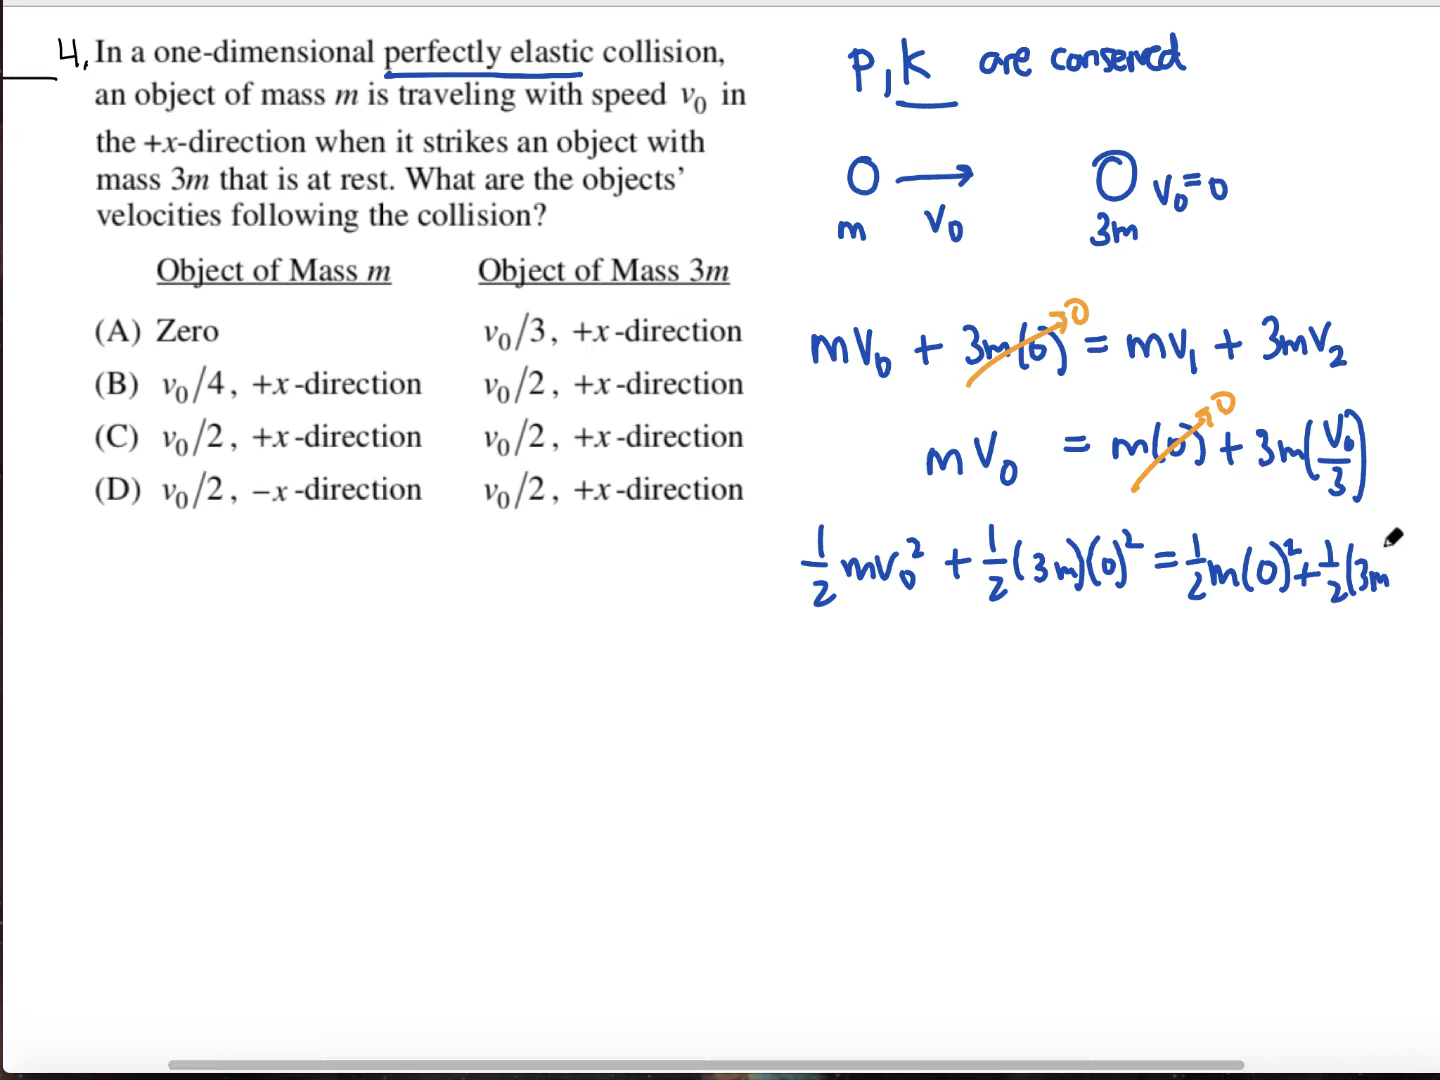 4. In a one-dimensional perfectly elastic collision,
an object of mass m is traveling with speed v₀ in
the +x-direction when it strikes an object with
mass 3m that is at rest. What are the objects'
velocities following the collision?
Object of Mass m Object of Mass 3m
(A) Zero v₀/3, +x-direction
(B) v₀/4, +x-direction v₀/2, +x-direction
(C) v₀/2, +x-direction v₀/2, +x-direction
(D) v₀/2, −x-direction v₀/2, +x-direction
P, K are conserved
m v₀ 3m v₀=0
mv₀ + 3m(0) = mv₁ + 3mv₂
0
mv₀ = m(0) + 3m(v₀/3)
0
1/2 mv₀² + 1/2 (3m)(0)² = 1/2 m(0)² + 1/2 (3m